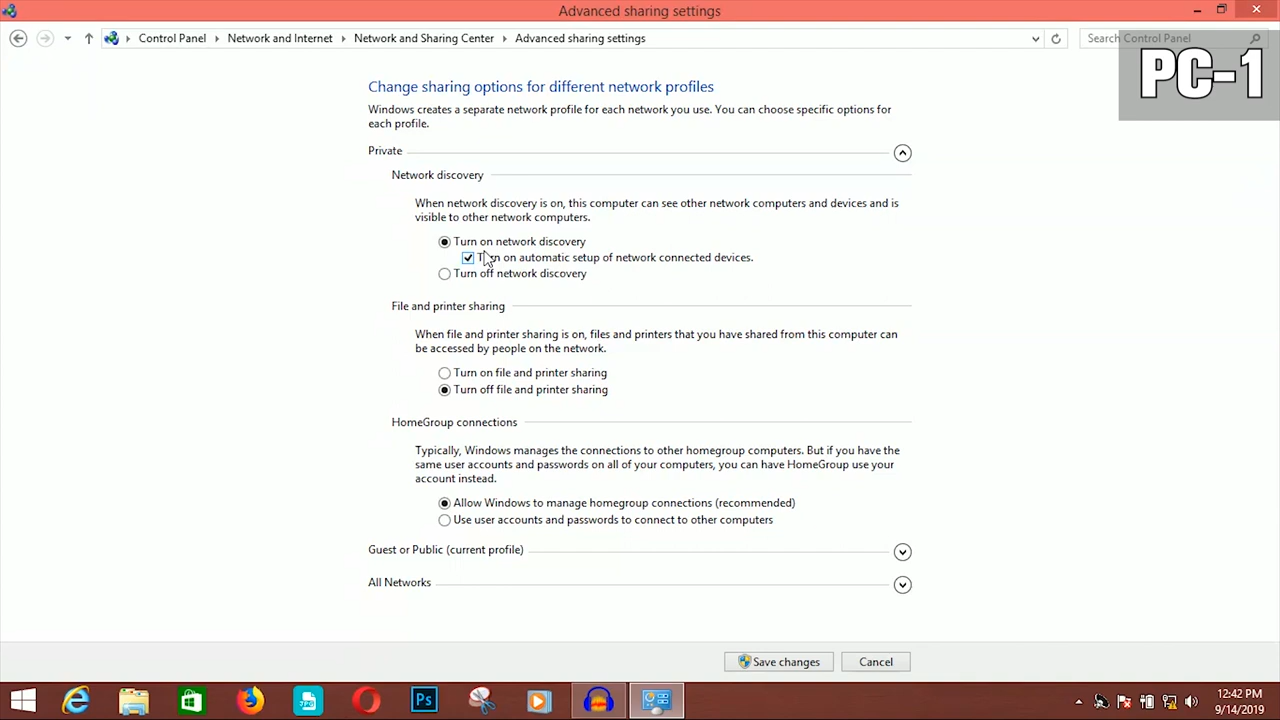 Advanced sharing settings
Control Panel
Network and Internet
Network and Sharing Center
Advanced sharing settings
Search Control Panel
PC-1
Change sharing options for different network profiles
Windows creates a separate network profile for each network you use. You can choose specific options for
each profile.
Private
Network discovery
When network discovery is on, this computer can see other network computers and devices and is
visible to other network computers.
Turn on network discovery
Turn on automatic setup of network connected devices.
Turn off network discovery
File and printer sharing
When file and printer sharing is on, files and printers that you have shared from this computer can
be accessed by people on the network.
Turn on file and printer sharing
Turn off file and printer sharing
HomeGroup connections
Typically, Windows manages the connections to other homegroup computers. But if you have the
same user accounts and passwords on all of your computers, you can have HomeGroup use your
account instead.
Allow Windows to manage homegroup connections (recommended)
Use user accounts and passwords to connect to other computers
Guest or Public (current profile)
All Networks
Save changes
Cancel
Ps
12:42 PM
9/14/2019